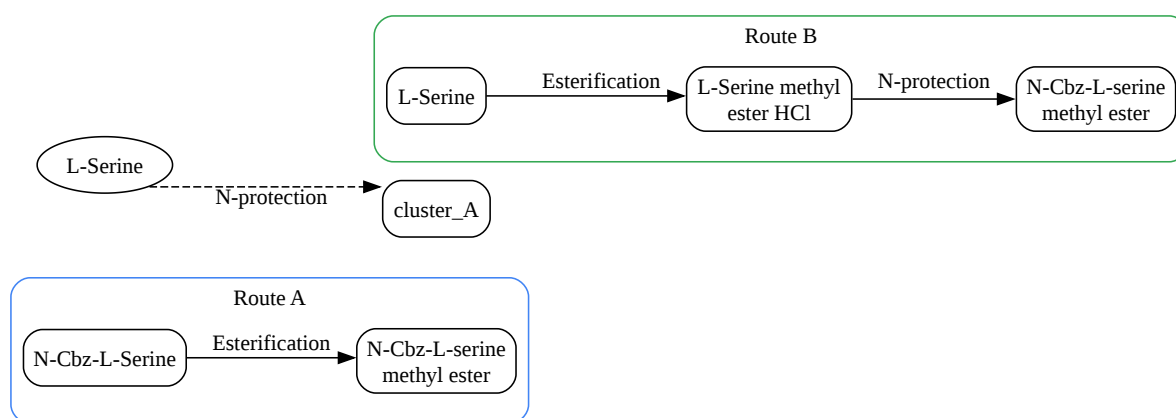 Route B
L-Serine
Esterification
L-Serine methyl
ester HCl
N-protection
N-Cbz-L-serine
methyl ester
L-Serine
N-protection
cluster_A
Route A
N-Cbz-L-Serine
Esterification
N-Cbz-L-serine
methyl ester